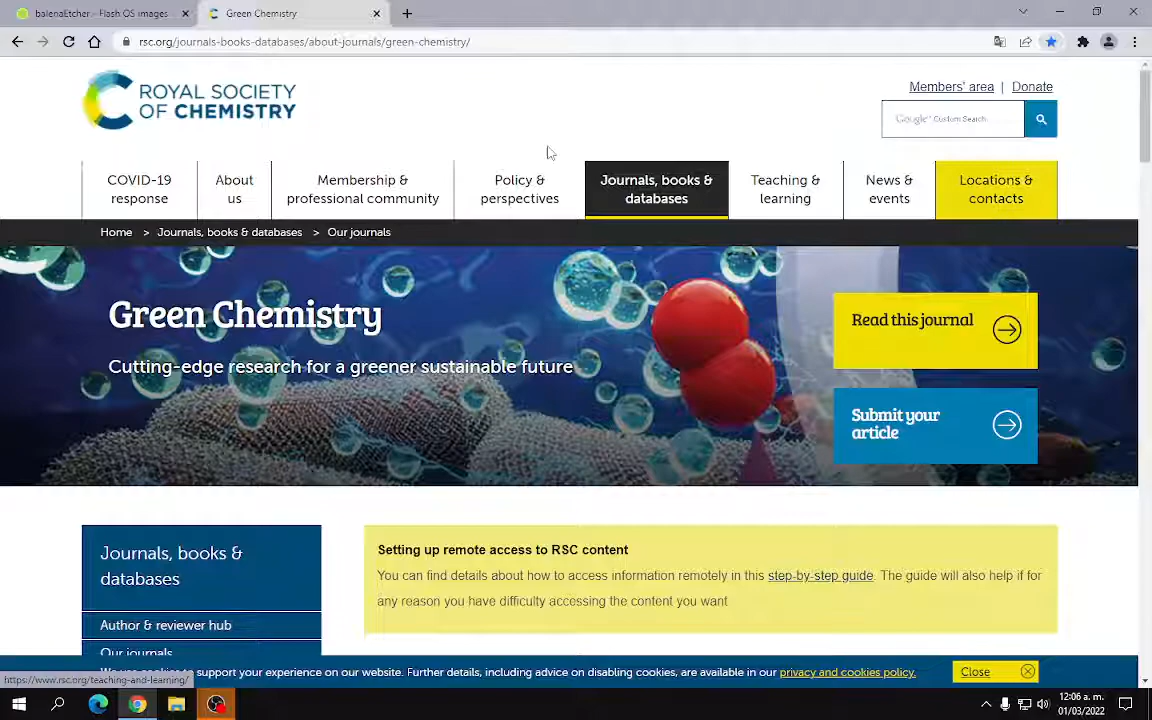 balenaEtcher - Flash OS images
Green Chemistry
rsc.org/journals-books-databases/about-journals/green-chemistry/
ROYAL SOCIETY
OF CHEMISTRY
Members' area | Donate
Google Custom Search
COVID-19
response
About
us
Membership &
professional community
Policy &
perspectives
Journals, books &
databases
Teaching &
learning
News &
events
Locations &
contacts
Home > Journals, books & databases > Our journals
Green Chemistry
Cutting-edge research for a greener sustainable future
Read this journal
Submit your
article
Journals, books &
databases
Author & reviewer hub
Our journals
Setting up remote access to RSC content
You can find details about how to access information remotely in this step-by-step guide. The guide will also help if for
any reason you have difficulty accessing the content you want
We use cookies to support your experience on our website. Further details, including advice on disabling cookies, are available in our privacy and cookies policy.
Close
https://www.rsc.org/teaching-and-learning/
12:06 a. m.
01/03/2022